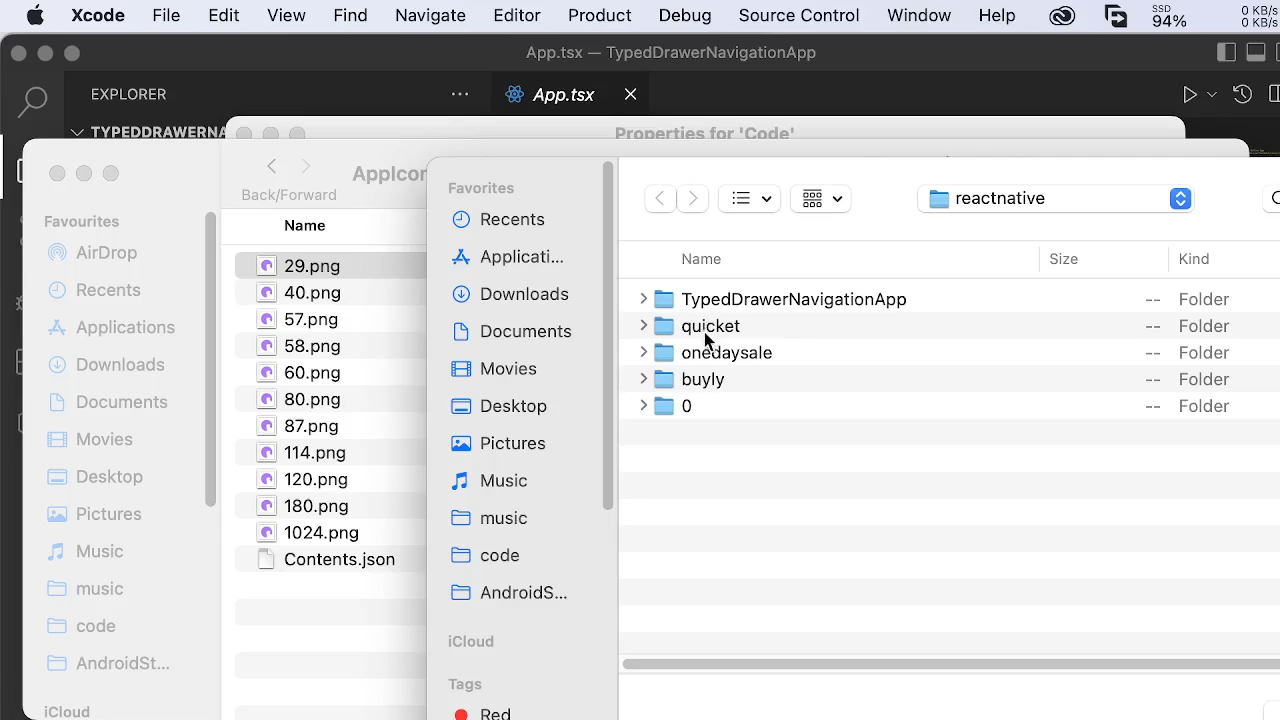 Xcode File Edit View Find Navigate Editor Product Debug Source Control Window Help SSD 94% 0 KB/s 0 KB/s
App.tsx — TypedDrawerNavigationApp
EXPLORER
App.tsx
TYPEDDRAWERNA
Properties for 'Code'
AppIcon
Back/Forward
Favourites
AirDrop
Recents
Applications
Downloads
Documents
Movies
Desktop
Pictures
Music
music
code
AndroidSt...
iCloud
Name
29.png
40.png
57.png
58.png
60.png
80.png
87.png
114.png
120.png
180.png
1024.png
Contents.json
Favorites
Recents
Applicati...
Downloads
Documents
Movies
Desktop
Pictures
Music
music
code
AndroidS...
iCloud
Tags
Red
reactnative
Name Size Kind
TypedDrawerNavigationApp -- Folder
quicket -- Folder
onedaysale -- Folder
buyly -- Folder
0 -- Folder